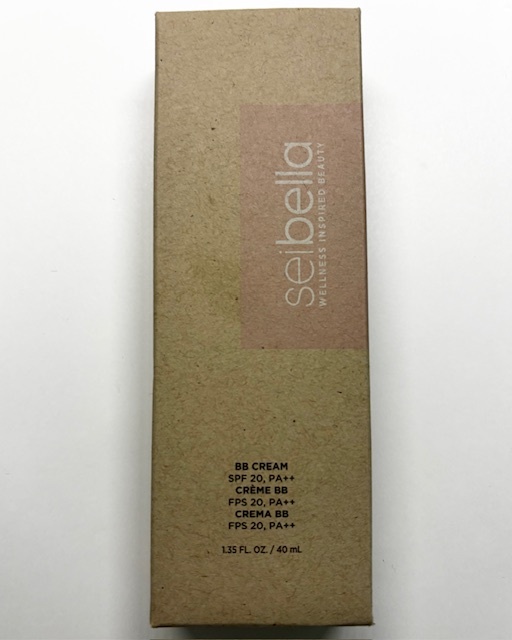 seibella
WELLNESS INSPIRED BEAUTY
BB CREAM
SPF 20, PA++
CRÈME BB
FPS 20, PA++
CREMA BB
FPS 20, PA++
1.35 FL. OZ. / 40 mL